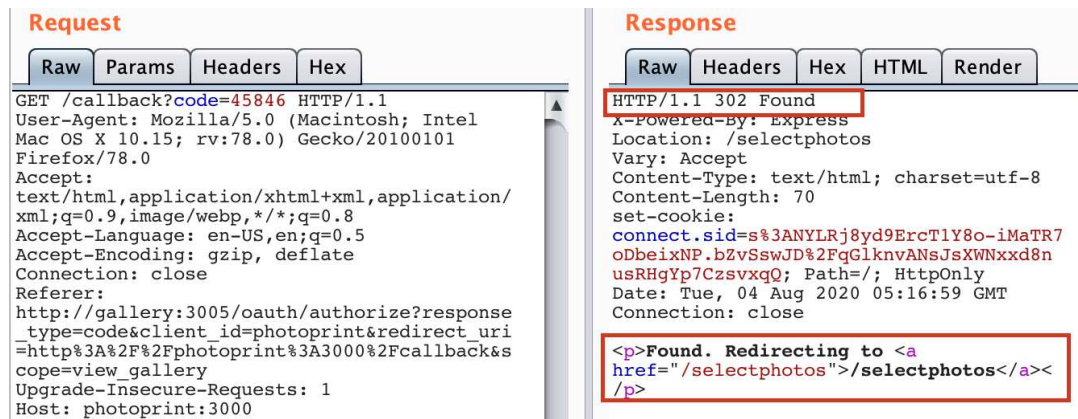 Request
Raw Params Headers Hex
GET /callback?code=45846 HTTP/1.1
User-Agent: Mozilla/5.0 (Macintosh; Intel
Mac OS X 10.15; rv:78.0) Gecko/20100101
Firefox/78.0
Accept:
text/html,application/xhtml+xml,application/
xml;q=0.9,image/webp,*/*;q=0.8
Accept-Language: en-US,en;q=0.5
Accept-Encoding: gzip, deflate
Connection: close
Referer:
http://gallery:3005/oauth/authorize?response
_type=code&client_id=photoprint&redirect_uri
=http%3A%2F%2Fphotoprint%3A3000%2Fcallback&s
cope=view_gallery
Upgrade-Insecure-Requests: 1
Host: photoprint:3000
Response
Raw Headers Hex HTML Render
HTTP/1.1 302 Found
X-Powered-By: Express
Location: /selectphotos
Vary: Accept
Content-Type: text/html; charset=utf-8
Content-Length: 70
set-cookie:
connect.sid=s%3ANYLRj8yd9ErcT1Y8o-iMaTR7
oDbeixNP.bZvSswJD%2FqGlknvANsJsXWNxxd8n
usRHgYp7CzsvxqQ; Path=/; HttpOnly
Date: Tue, 04 Aug 2020 05:16:59 GMT
Connection: close
<p>Found. Redirecting to <a
href="/selectphotos">/selectphotos</a><
/p>